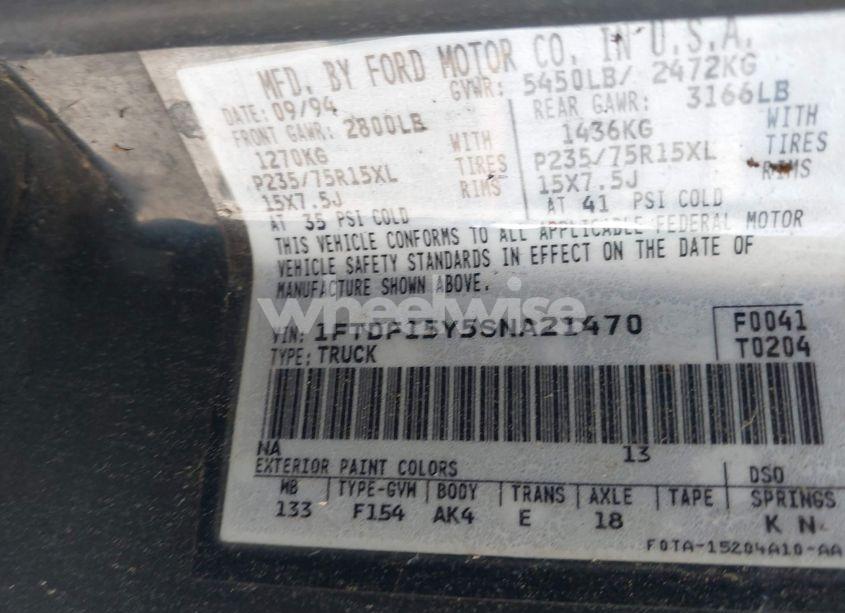 MFD. BY FORD MOTOR CO. IN U.S.A.
DATE: 09/94 GVWR: 5450LB/ 2472KG
FRONT GAWR: 2800LB REAR GAWR: 3166LB
1270KG WITH 1436KG WITH
P235/75R15XL TIRES P235/75R15XL TIRES
15X7.5J RIMS 15X7.5J RIMS
AT 35 PSI COLD AT 41 PSI COLD
THIS VEHICLE CONFORMS TO ALL APPLICABLE FEDERAL MOTOR
VEHICLE SAFETY STANDARDS IN EFFECT ON THE DATE OF
MANUFACTURE SHOWN ABOVE.
wheelwise
VIN: 1FTDF15Y5SNA21470 F0041
TYPE: TRUCK T0204
NA 13
EXTERIOR PAINT COLORS DSO
WB TYPE-GVW BODY TRANS AXLE TAPE SPRINGS
133 F154 AK4 E 18 K N
F0TA-15204A10-AA